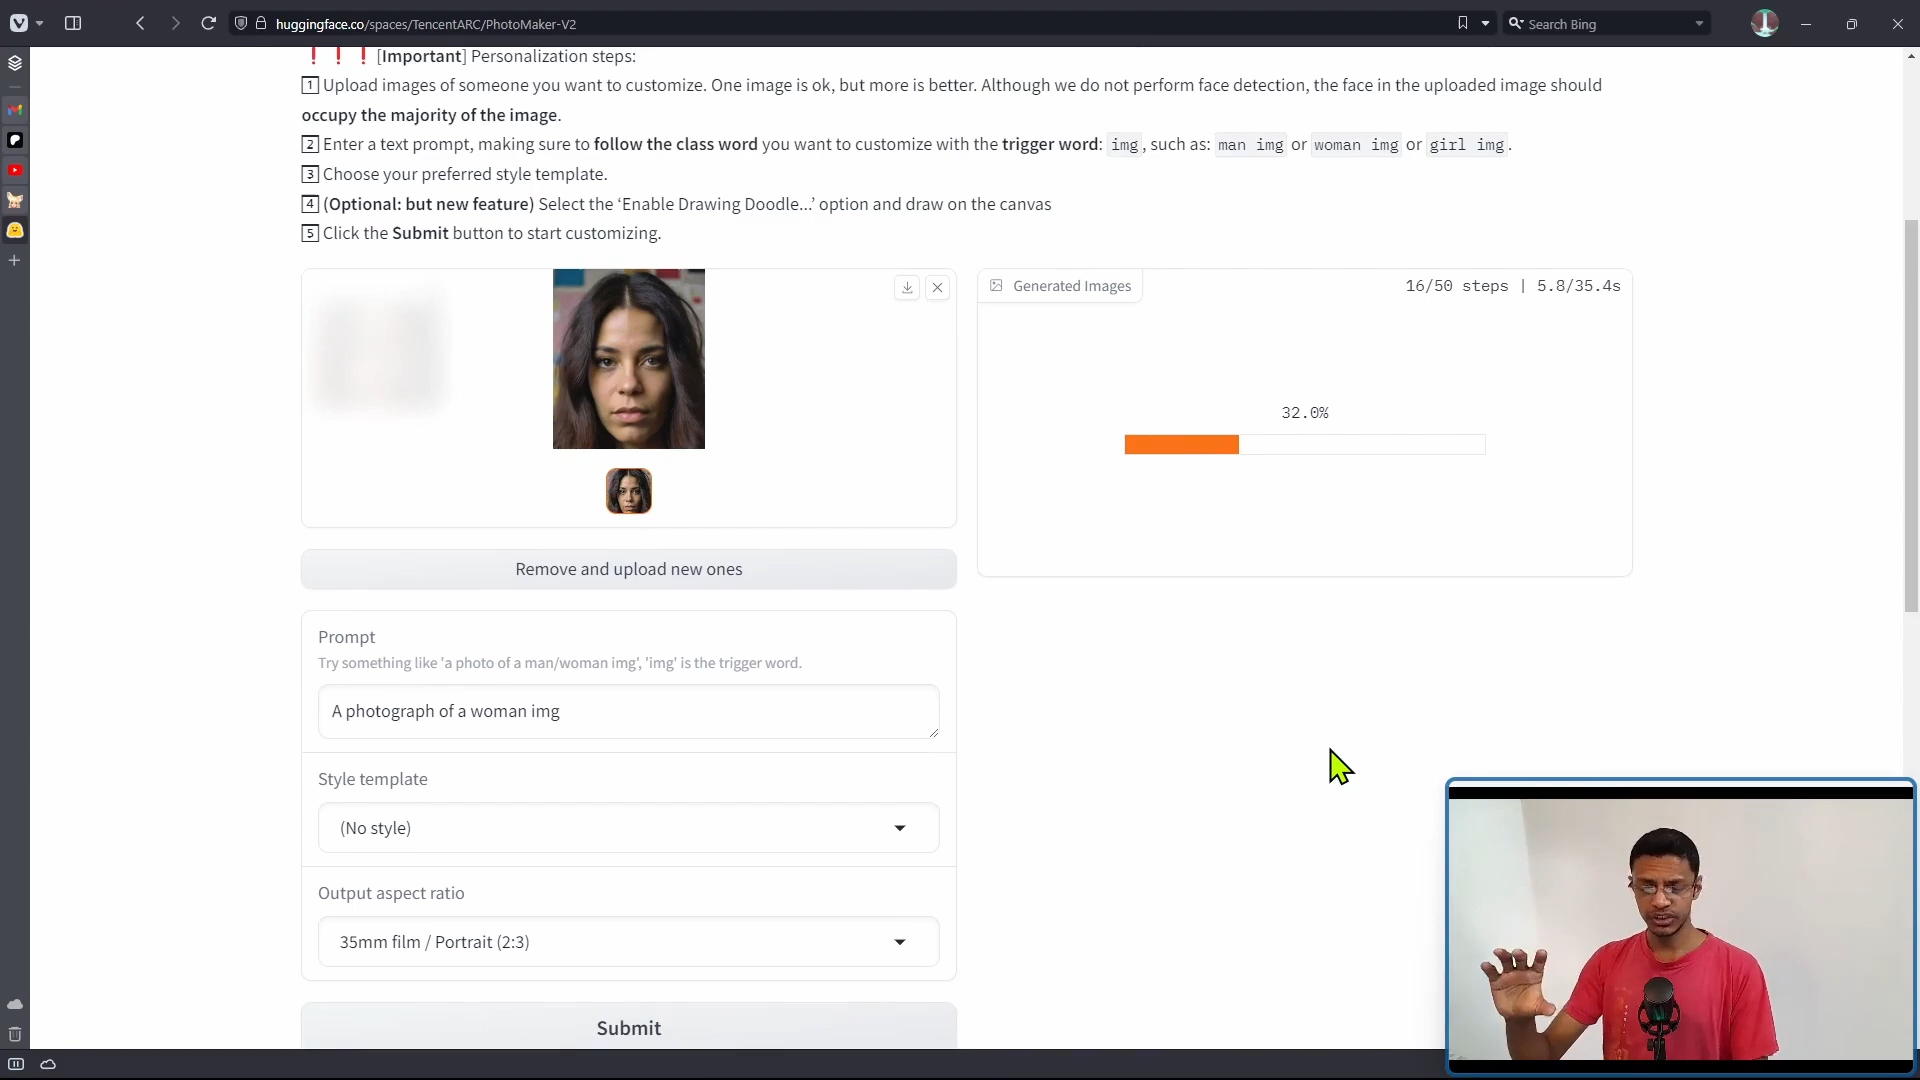 huggingface.co/spaces/TencentARC/PhotoMaker-V2
Search Bing
❗❗❗[Important] Personalization steps:
1️⃣ Upload images of someone you want to customize. One image is ok, but more is better. Although we do not perform face detection, the face in the uploaded image should
occupy the majority of the image.
2️⃣ Enter a text prompt, making sure to follow the class word you want to customize with the trigger word: img, such as: man img or woman img or girl img.
3️⃣ Choose your preferred style template.
4️⃣ (Optional: but new feature) Select the ‘Enable Drawing Doodle...’ option and draw on the canvas
5️⃣ Click the Submit button to start customizing.
Generated Images
16/50 steps | 5.8/35.4s
32.0%
Remove and upload new ones
Prompt
Try something like 'a photo of a man/woman img', 'img' is the trigger word.
A photograph of a woman img
Style template
(No style)
Output aspect ratio
35mm film / Portrait (2:3)
Submit